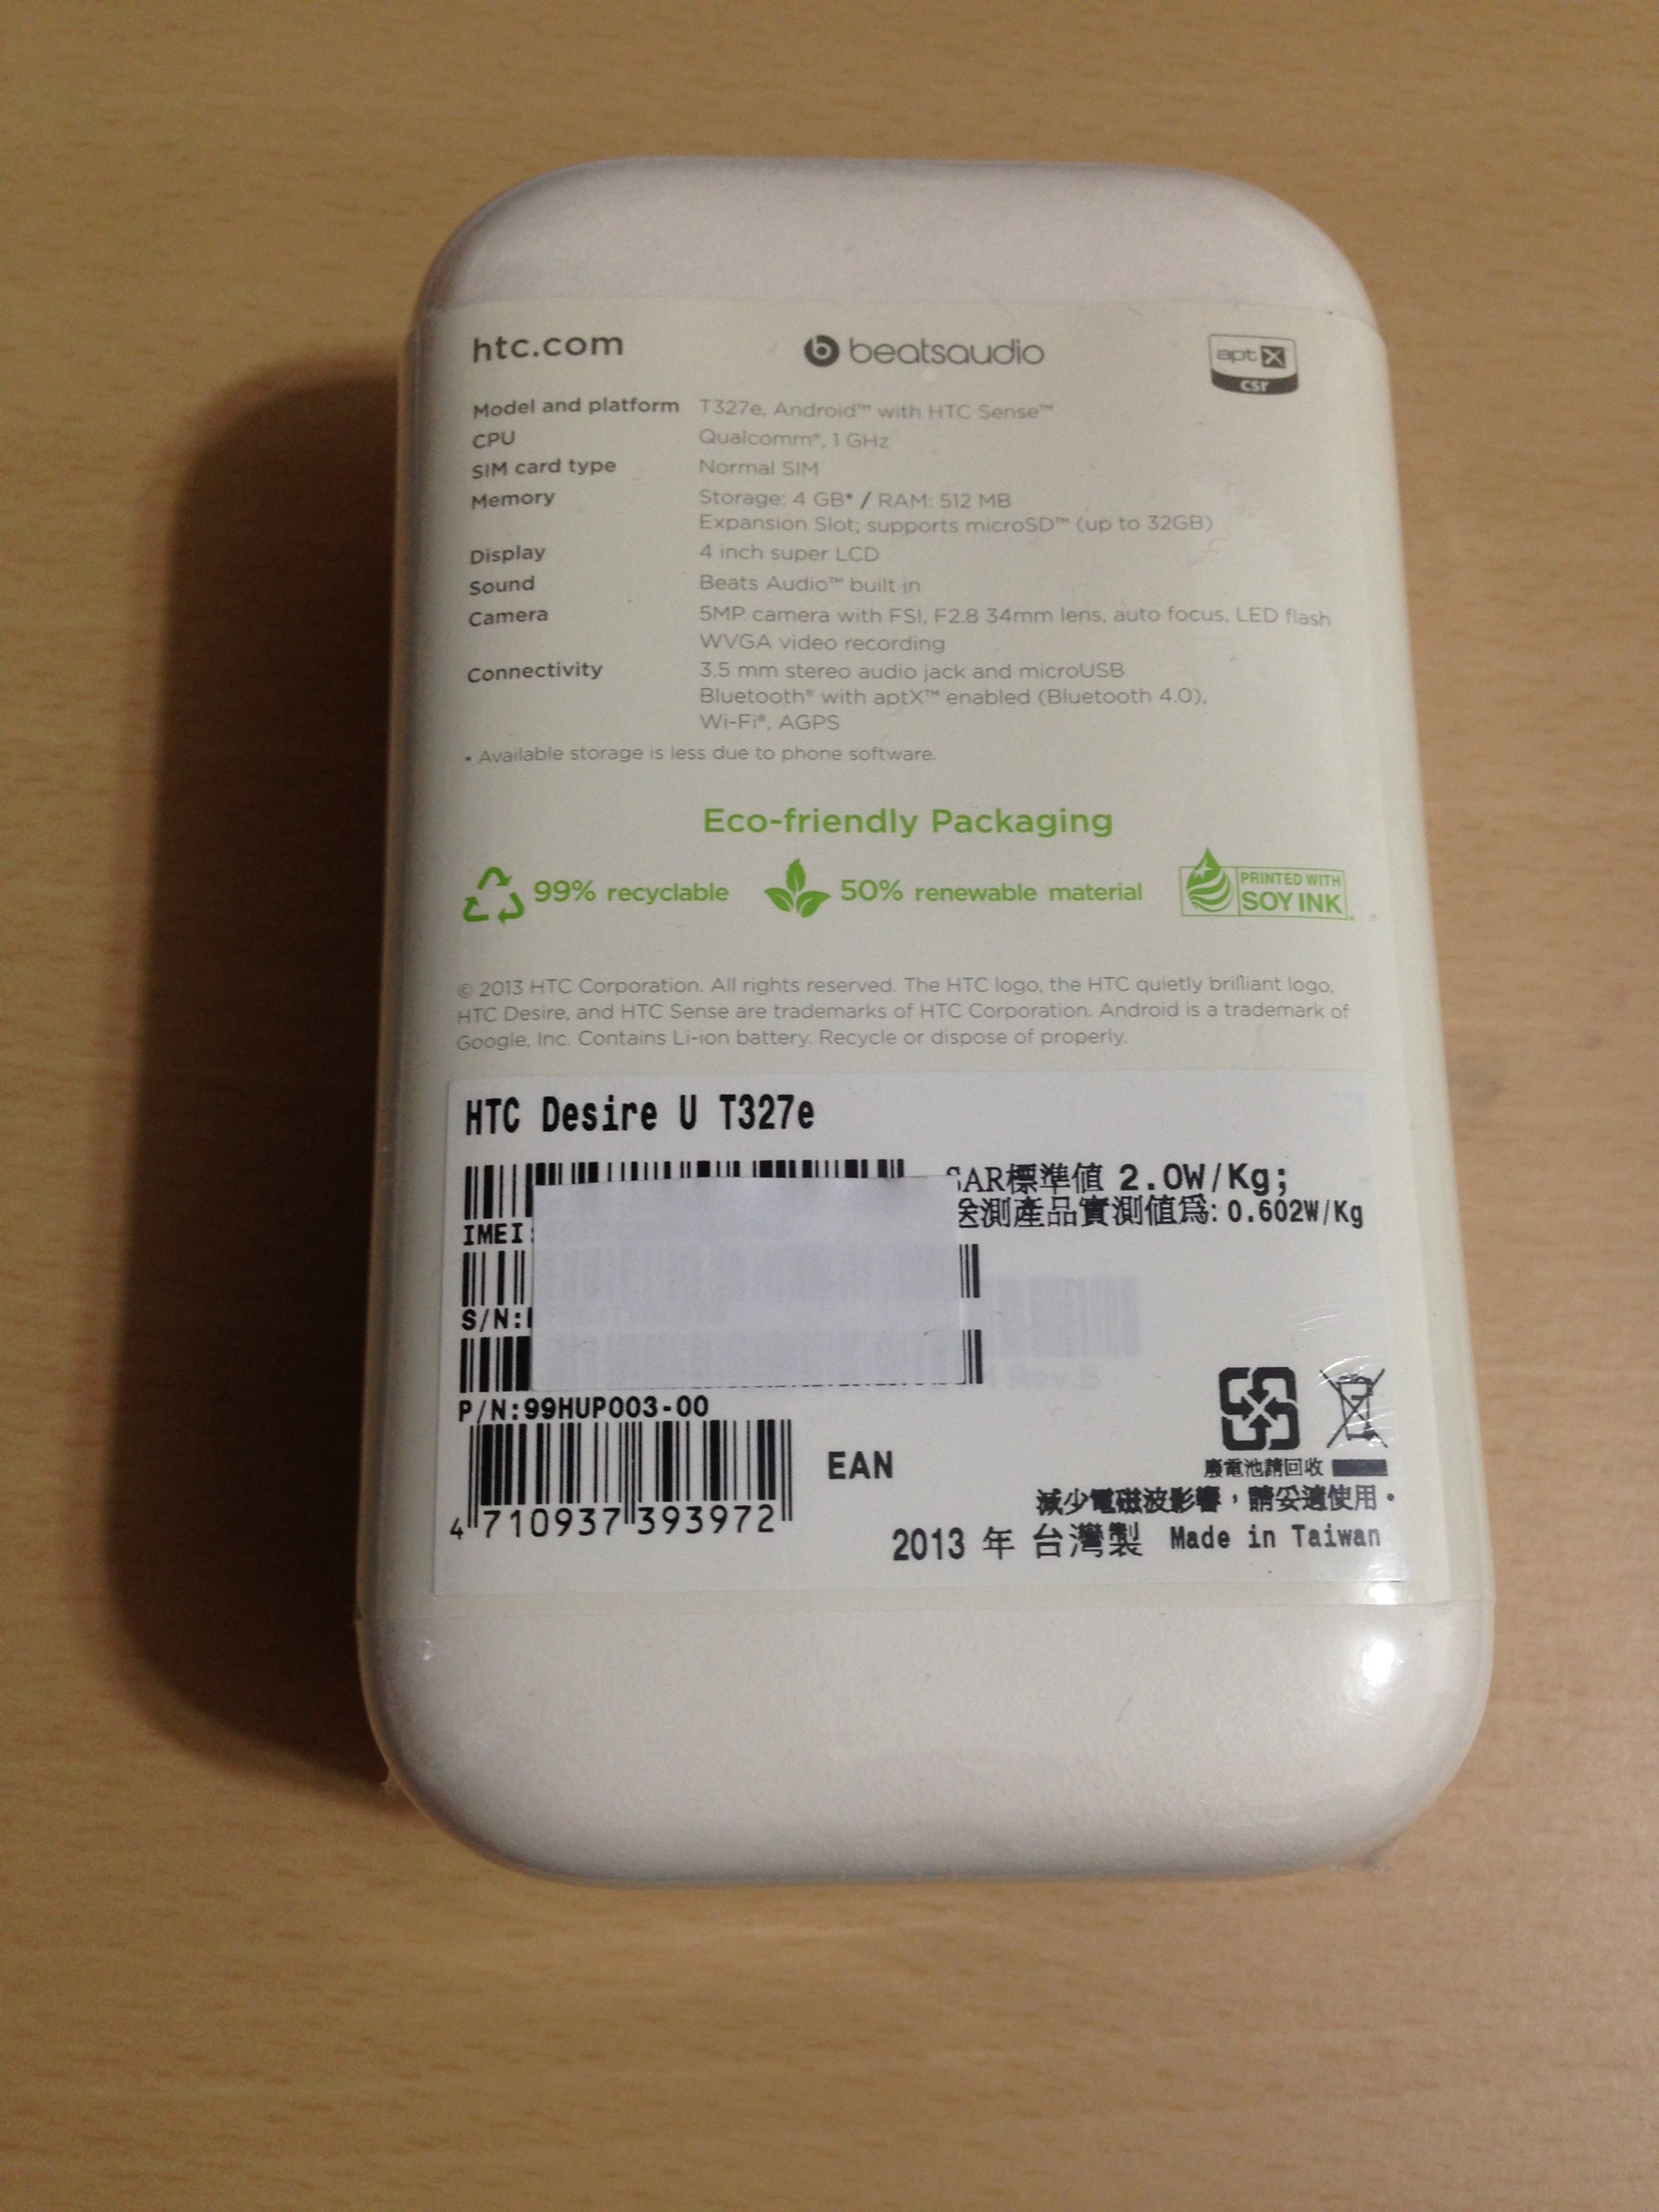 htc.com
beatsaudio
aptX
csr
Model and platform T327e, Android™ with HTC Sense™
CPU Qualcomm®, 1 GHz
SIM card type Normal SIM
Memory Storage: 4 GB* / RAM: 512 MB
Expansion Slot; supports microSD™ (up to 32GB)
Display 4 inch super LCD
Sound Beats Audio™ built in
Camera 5MP camera with FSI, F2.8 34mm lens, auto focus, LED flash
WVGA video recording
Connectivity 3.5 mm stereo audio jack and microUSB
Bluetooth® with aptX™ enabled (Bluetooth 4.0),
Wi-Fi®, AGPS
• Available storage is less due to phone software.
Eco-friendly Packaging
99% recyclable
50% renewable material
PRINTED WITH
SOY INK
© 2013 HTC Corporation. All rights reserved. The HTC logo, the HTC quietly brilliant logo,
HTC Desire, and HTC Sense are trademarks of HTC Corporation. Android is a trademark of
Google, Inc. Contains Li-ion battery. Recycle or dispose of properly.
HTC Desire U T327e
SAR標準值 2.0W/Kg;
送測產品實測值為: 0.602W/Kg
IMEI:
S/N:
P/N:99HUP003-00
EAN
4 710937 393972
廢電池請回收
減少電磁波影響，請妥適使用。
2013 年 台灣製 Made in Taiwan